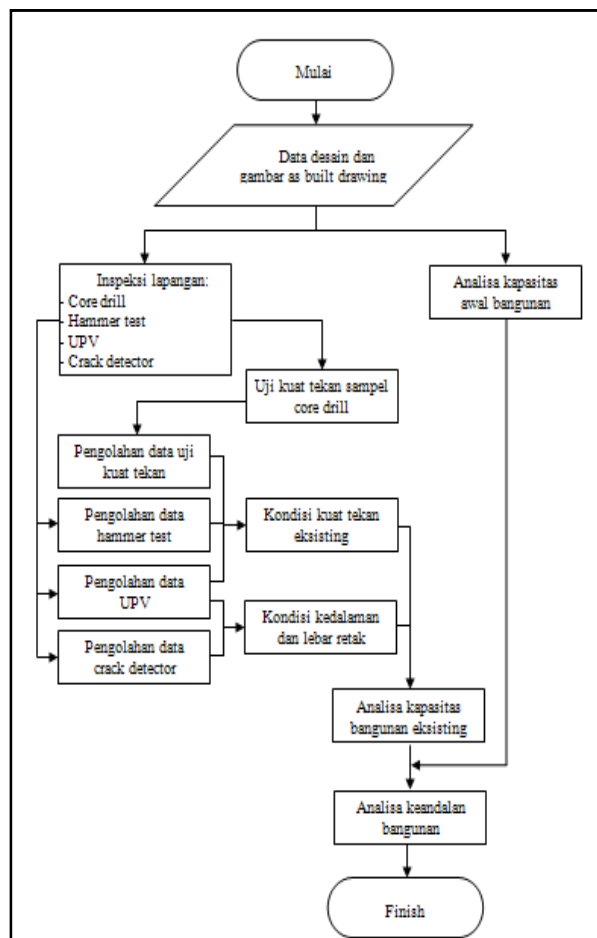 Mulai
Data desain dan
gambar as built drawing
Inspeksi lapangan:
- Core drill
- Hammer test
- UPV
- Crack detector
Analisa kapasitas
awal bangunan
Uji kuat tekan sampel
core drill
Pengolahan data uji
kuat tekan
Pengolahan data
hammer test
Kondisi kuat tekan
eksisting
Pengolahan data
UPV
Kondisi kedalaman
dan lebar retak
Pengolahan data
crack detector
Analisa kapasitas
bangunan eksisting
Analisa keandalan
bangunan
Finish